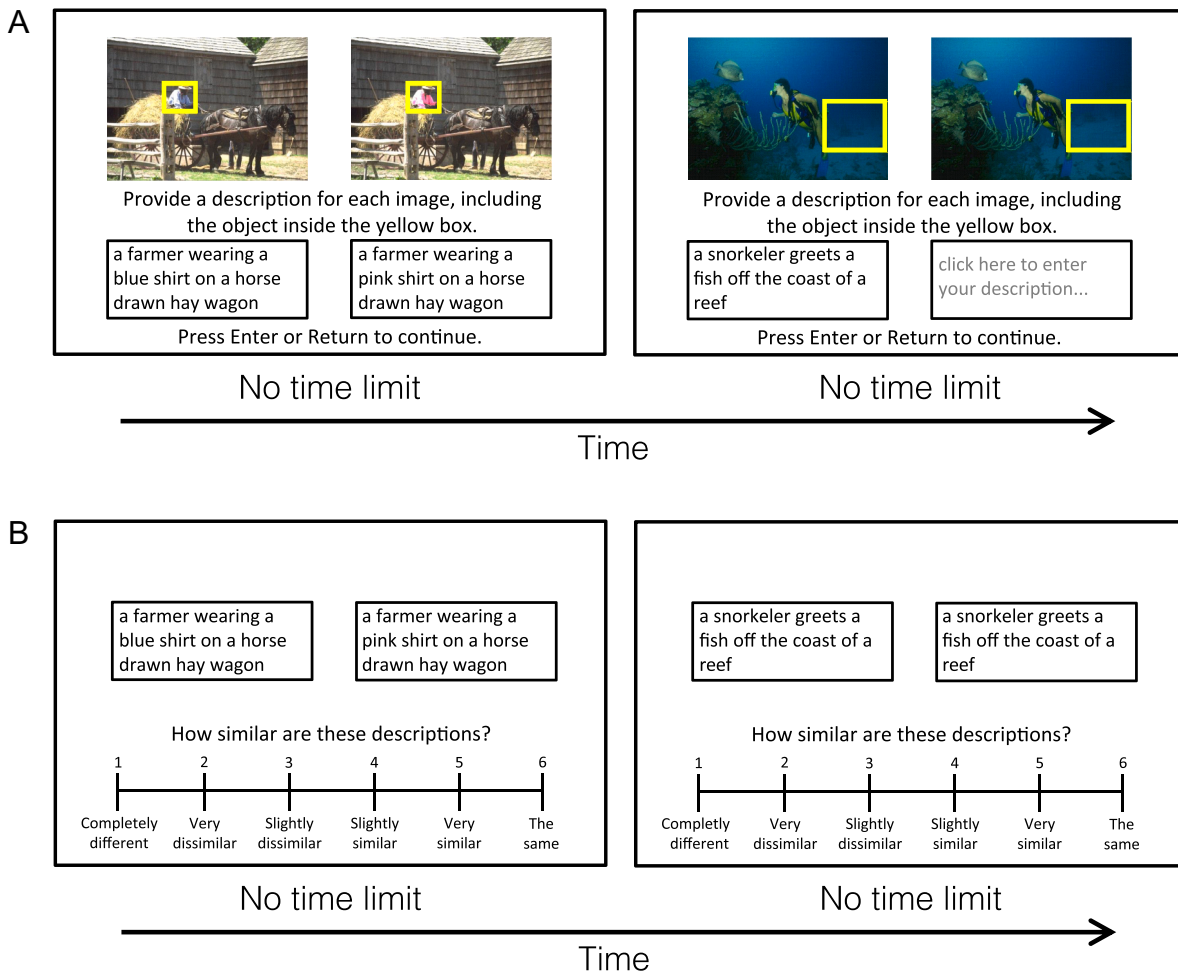 A
Provide a description for each image, including
the object inside the yellow box.
a farmer wearing a
blue shirt on a horse
drawn hay wagon
a farmer wearing a
pink shirt on a horse
drawn hay wagon
Press Enter or Return to continue.
No time limit
Provide a description for each image, including
the object inside the yellow box.
a snorkeler greets a
fish off the coast of a
reef
click here to enter
your description...
Press Enter or Return to continue.
No time limit
Time
B
a farmer wearing a
blue shirt on a horse
drawn hay wagon
a farmer wearing a
pink shirt on a horse
drawn hay wagon
How similar are these descriptions?
1 2 3 4 5 6
Completely different
Very dissimilar
Slightly dissimilar
Slightly similar
Very similar
The same
No time limit
a snorkeler greets a
fish off the coast of a
reef
a snorkeler greets a
fish off the coast of a
reef
How similar are these descriptions?
1 2 3 4 5 6
Completly different
Very dissimilar
Slightly dissimilar
Slightly similar
Very similar
The same
No time limit
Time